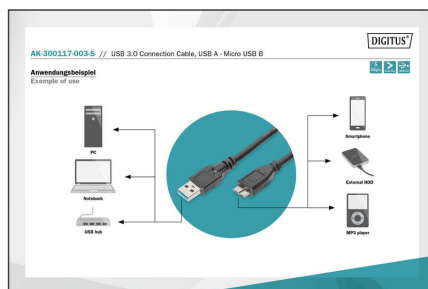 DIGITUS®
AK-300117-003-S // USB 3.0 Connection Cable, USB A - Micro USB B
Anwendungsbeispiel
Example of use
PC
Notebook
USB hub
Smartphone
External HDD
MP3 player